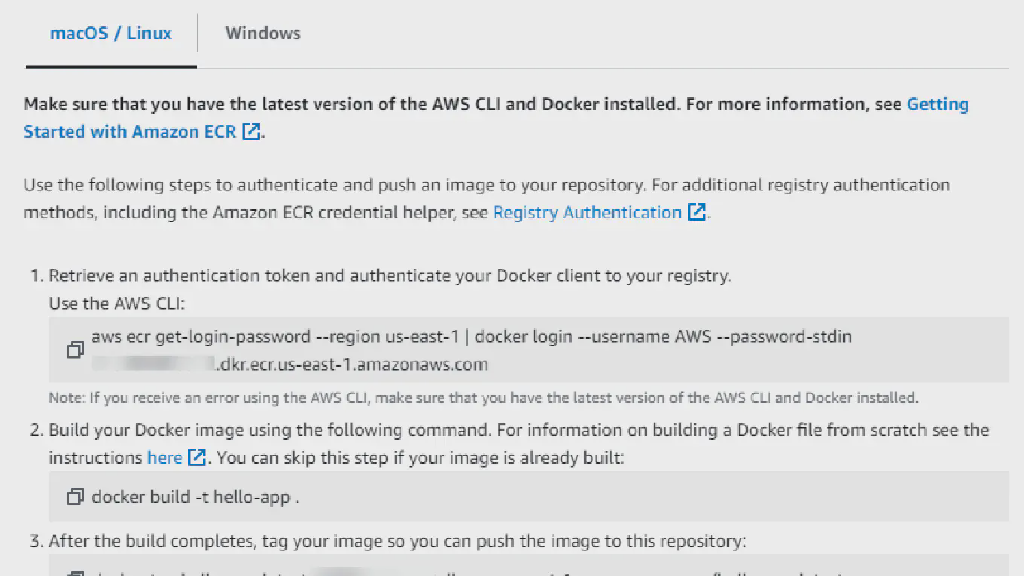 macOS / Linux
Windows
Make sure that you have the latest version of the AWS CLI and Docker installed. For more information, see Getting
Started with Amazon ECR.
Use the following steps to authenticate and push an image to your repository. For additional registry authentication
methods, including the Amazon ECR credential helper, see Registry Authentication.
1. Retrieve an authentication token and authenticate your Docker client to your registry.
Use the AWS CLI:
aws ecr get-login-password --region us-east-1 | docker login --username AWS --password-stdin
.dkr.ecr.us-east-1.amazonaws.com
Note: If you receive an error using the AWS CLI, make sure that you have the latest version of the AWS CLI and Docker installed.
2. Build your Docker image using the following command. For information on building a Docker file from scratch see the
instructions here. You can skip this step if your image is already built:
docker build -t hello-app .
3. After the build completes, tag your image so you can push the image to this repository: